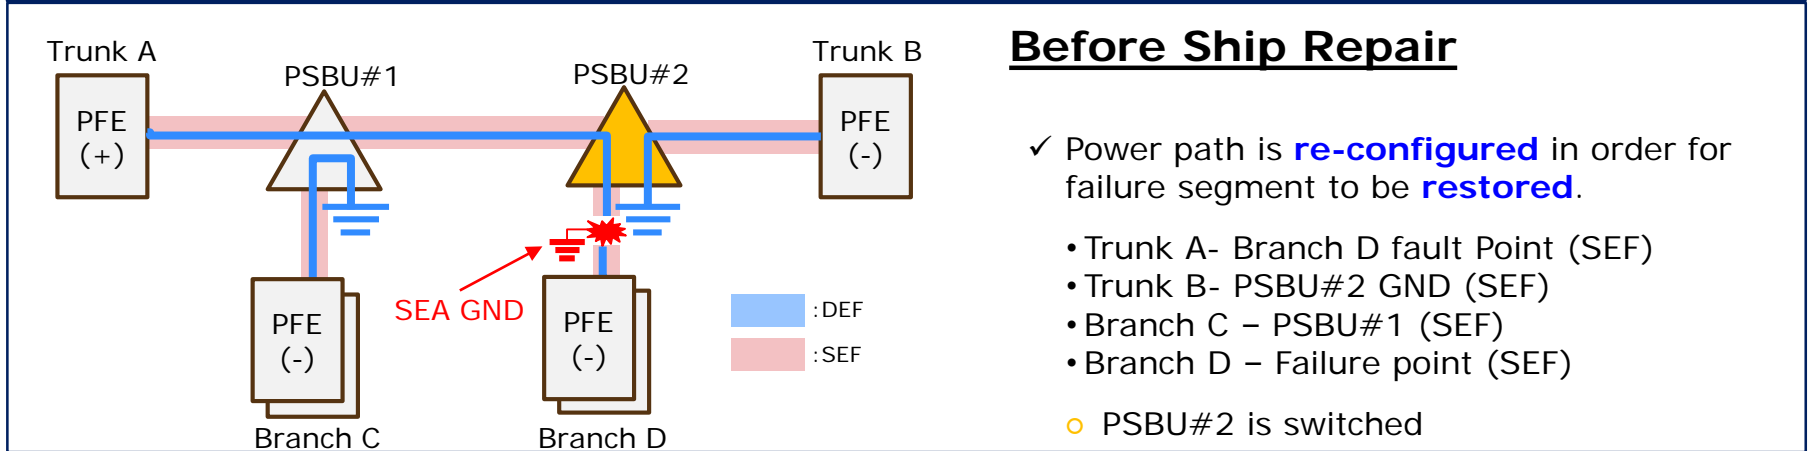 Trunk A
PSBU#1
PSBU#2
Trunk B
PFE
(+)
PFE
(-)
SEA GND
PFE
(-)
PFE
(-)
:DEF
:SEF
Branch C
Branch D
Before Ship Repair
✓ Power path is re-configured in order for
failure segment to be restored.
• Trunk A- Branch D fault Point (SEF)
• Trunk B- PSBU#2 GND (SEF)
• Branch C – PSBU#1 (SEF)
• Branch D – Failure point (SEF)
○ PSBU#2 is switched